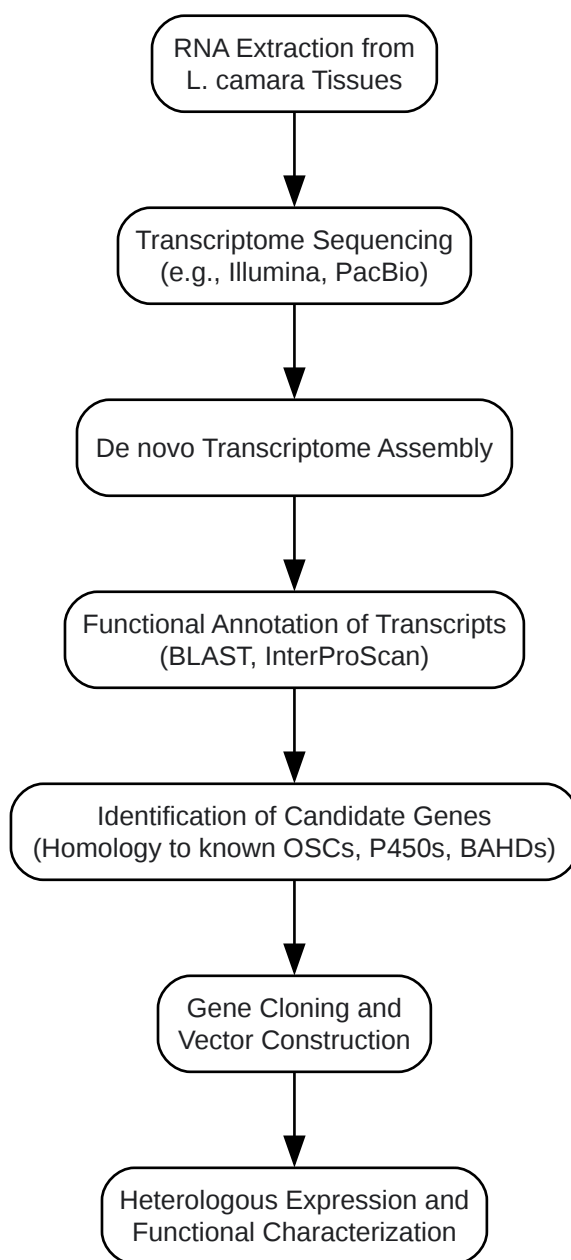 RNA Extraction from
L. camara Tissues
Transcriptome Sequencing
(e.g., Illumina, PacBio)
De novo Transcriptome Assembly
Functional Annotation of Transcripts
(BLAST, InterProScan)
Identification of Candidate Genes
(Homology to known OSCs, P450s, BAHDs)
Gene Cloning and
Vector Construction
Heterologous Expression and
Functional Characterization